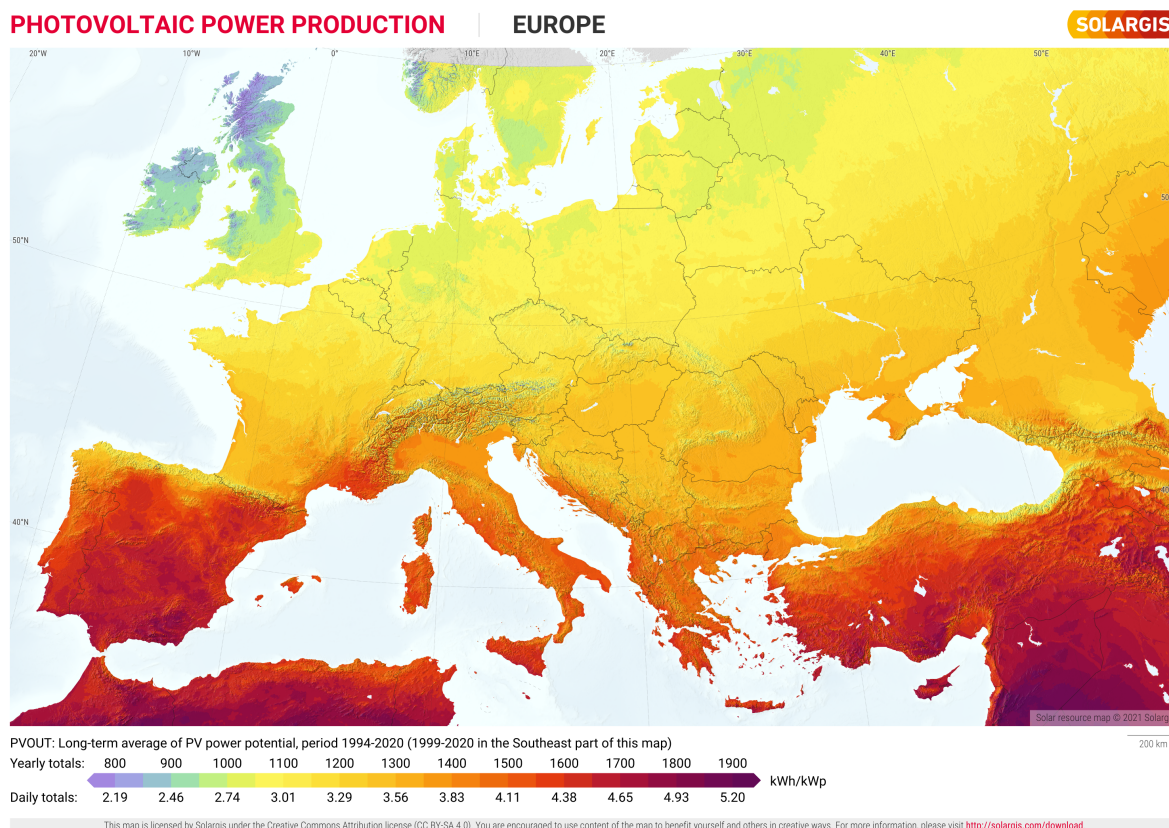 PHOTOVOLTAIC POWER PRODUCTION EUROPE SOLARGIS
20°W 10°W 0° 10°E 20°E 30°E 40°E 50°E
50°N
40°N
Solar resource map © 2021 Solargis
PVOUT: Long-term average of PV power potential, period 1994-2020 (1999-2020 in the Southeast part of this map)
200 km
Yearly totals: 800 900 1000 1100 1200 1300 1400 1500 1600 1700 1800 1900
kWh/kWp
Daily totals: 2.19 2.46 2.74 3.01 3.29 3.56 3.83 4.11 4.38 4.65 4.93 5.20
This map is licensed by Solargis under the Creative Commons Attribution license (CC BY-SA 4.0). You are encouraged to use content of the map to benefit yourself and others in creative ways. For more information, please visit http://solargis.com/download.